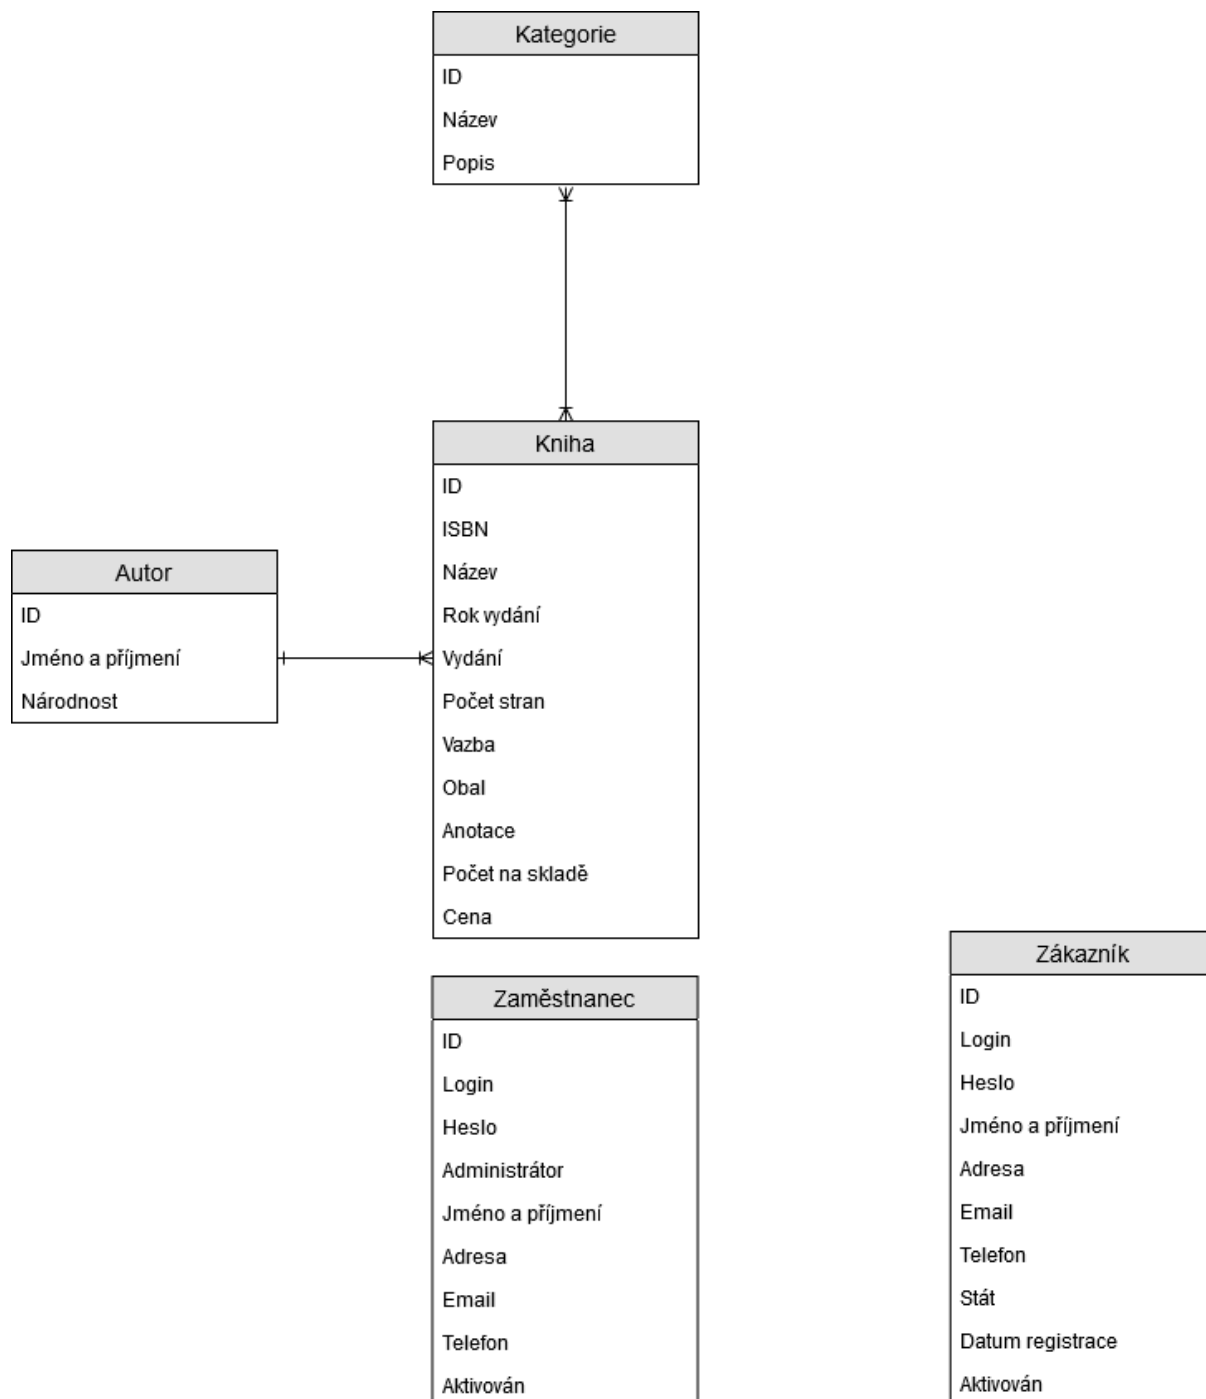 Kategorie
ID
Název
Popis
Kniha
ID
ISBN
Název
Rok vydání
Vydání
Počet stran
Vazba
Obal
Anotace
Počet na skladě
Cena
Autor
ID
Jméno a příjmení
Národnost
Zaměstnanec
ID
Login
Heslo
Administrátor
Jméno a příjmení
Adresa
Email
Telefon
Aktivován
Zákazník
ID
Login
Heslo
Jméno a příjmení
Adresa
Email
Telefon
Stát
Datum registrace
Aktivován